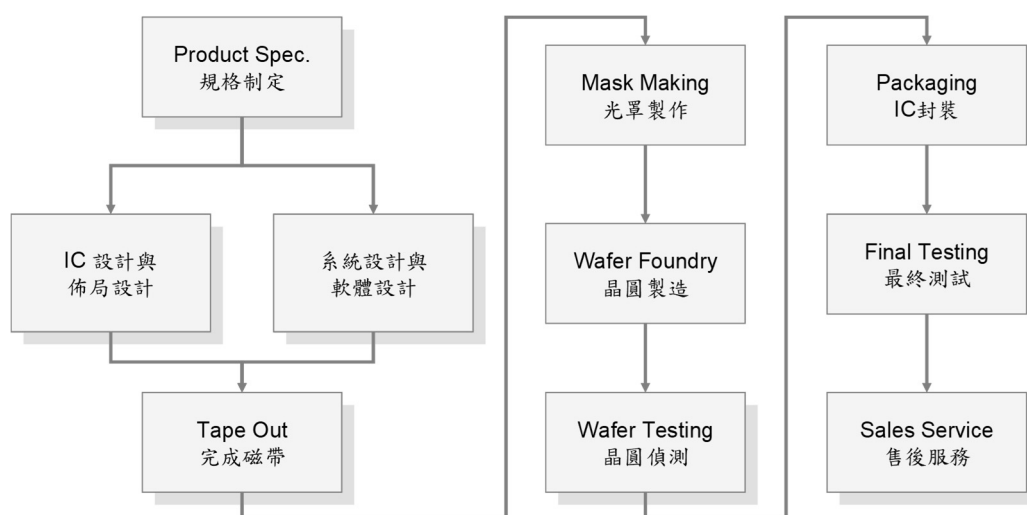 Product Spec.
規格制定
IC 設計與
佈局設計
系統設計與
軟體設計
Tape Out
完成磁帶
Mask Making
光罩製作
Wafer Foundry
晶圓製造
Wafer Testing
晶圓偵測
Packaging
IC封裝
Final Testing
最終測試
Sales Service
售後服務